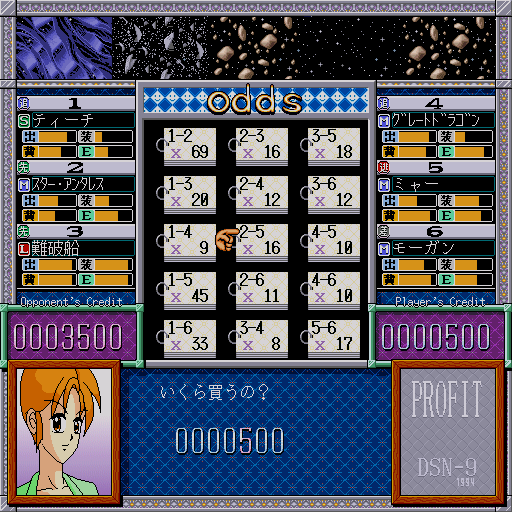 odds
追 1
S ティーチ
出 装
費 E
先 2
M スター・アンタレス
出 装
費 E
先 3
L 難破船
出 装
費 E
Opponent's Credit
0003500
1-2 x 69
2-3 x 16
3-5 x 18
1-3 x 20
2-4 x 12
3-6 x 12
1-4 x 9
2-5 x 16
4-5 x 10
1-5 x 45
2-6 x 11
4-6 x 10
1-6 x 33
3-4 x 8
5-6 x 17
追 4
M グレートドラゴン
出 装
費 E
逃 5
M ミャー
出 装
費 E
差 6
M モーガン
出 装
費 E
Player's Credit
0000500
いくら買うの?
0000500
PROFIT
DSN-9
1994